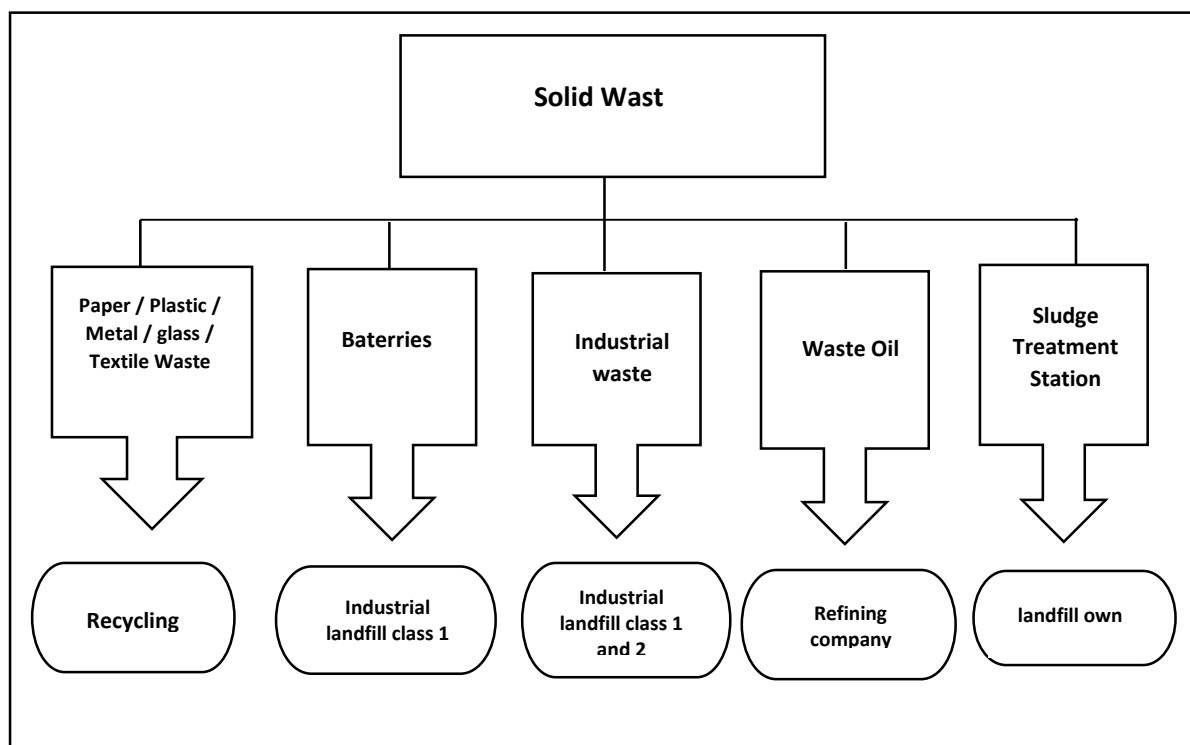 Solid Wast
Paper / Plastic /
Metal / glass /
Textile Waste
Baterries
Industrial
waste
Waste Oil
Sludge
Treatment
Station
Recycling
Industrial
landfill class 1
Industrial
landfill class 1
and 2
Refining
company
landfill own